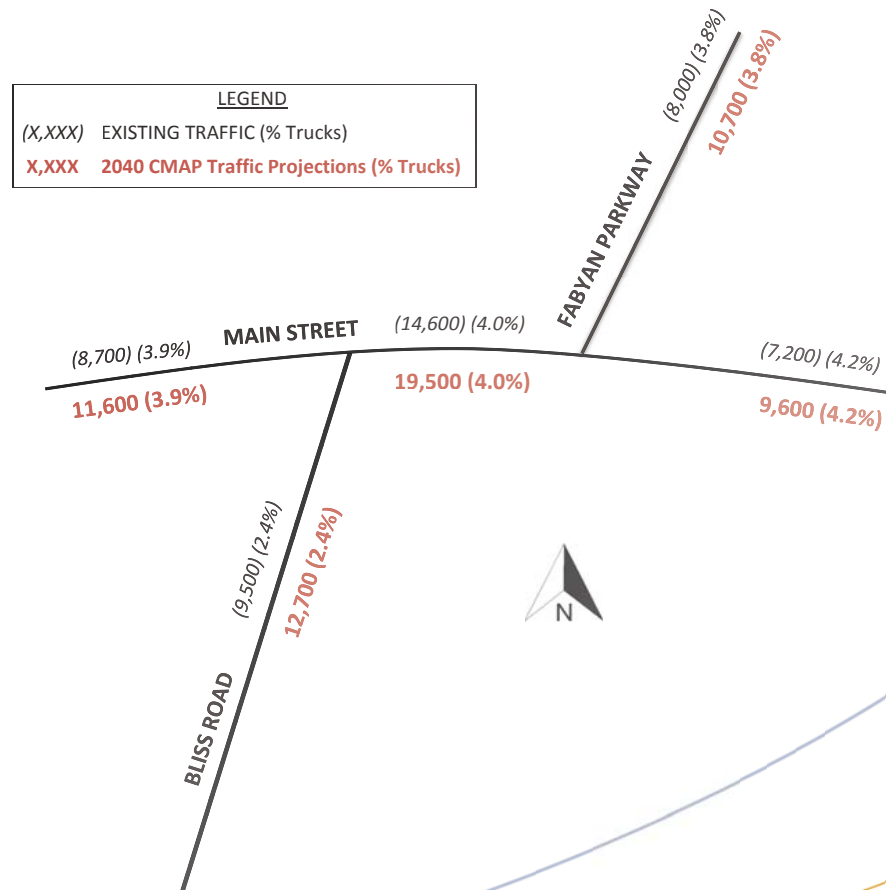 LEGEND
(X,XXX) EXISTING TRAFFIC (% Trucks)
X,XXX 2040 CMAP Traffic Projections (% Trucks)
(8,000) (3.8%)
10,700 (3.8%)
FABYAN PARKWAY
MAIN STREET
(14,600) (4.0%)
(8,700) (3.9%)
(7,200) (4.2%)
11,600 (3.9%)
19,500 (4.0%)
9,600 (4.2%)
(9,500) (2.4%)
12,700 (2.4%)
N
BLISS ROAD